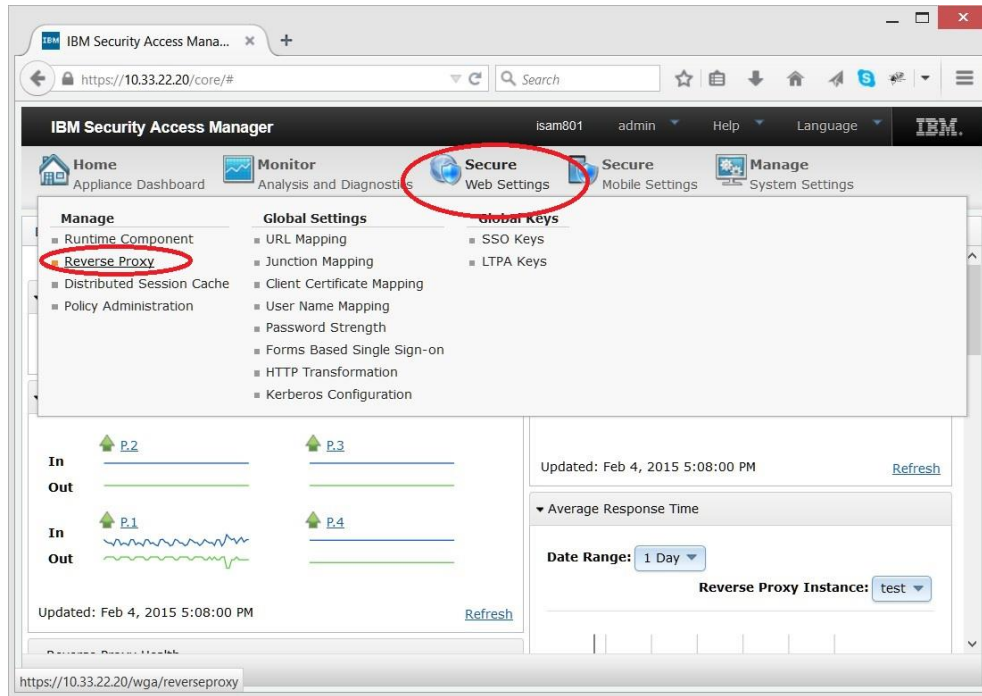 IBM IBM Security Access Mana... × +
https://10.33.22.20/core/# Search
IBM Security Access Manager isam801 admin Help Language IBM.
Home Monitor Secure Secure Manage
Appliance Dashboard Analysis and Diagnostics Web Settings Mobile Settings System Settings
Manage Global Settings Global Keys
Runtime Component URL Mapping SSO Keys
Reverse Proxy Junction Mapping LTPA Keys
Distributed Session Cache Client Certificate Mapping
Policy Administration User Name Mapping
Password Strength
Forms Based Single Sign-on
HTTP Transformation
Kerberos Configuration
P.2 P.3
In
Out
Updated: Feb 4, 2015 5:08:00 PM Refresh
Average Response Time
P.1 P.4
In
Out
Date Range: 1 Day
Reverse Proxy Instance: test
Updated: Feb 4, 2015 5:08:00 PM Refresh
Reverse Proxy Health
https://10.33.22.20/wga/reverseproxy